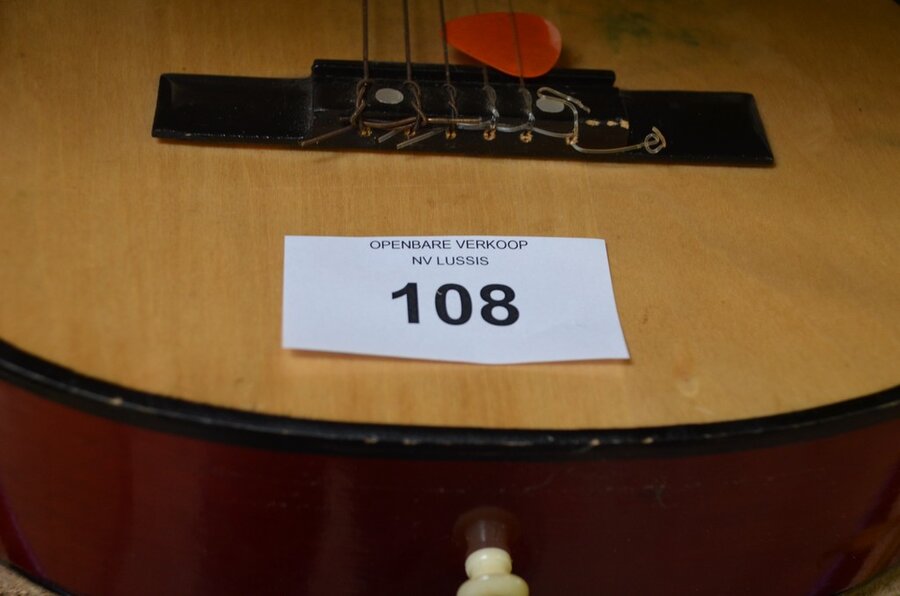 OPENBARE VERKOOP
NV LUSSIS
108